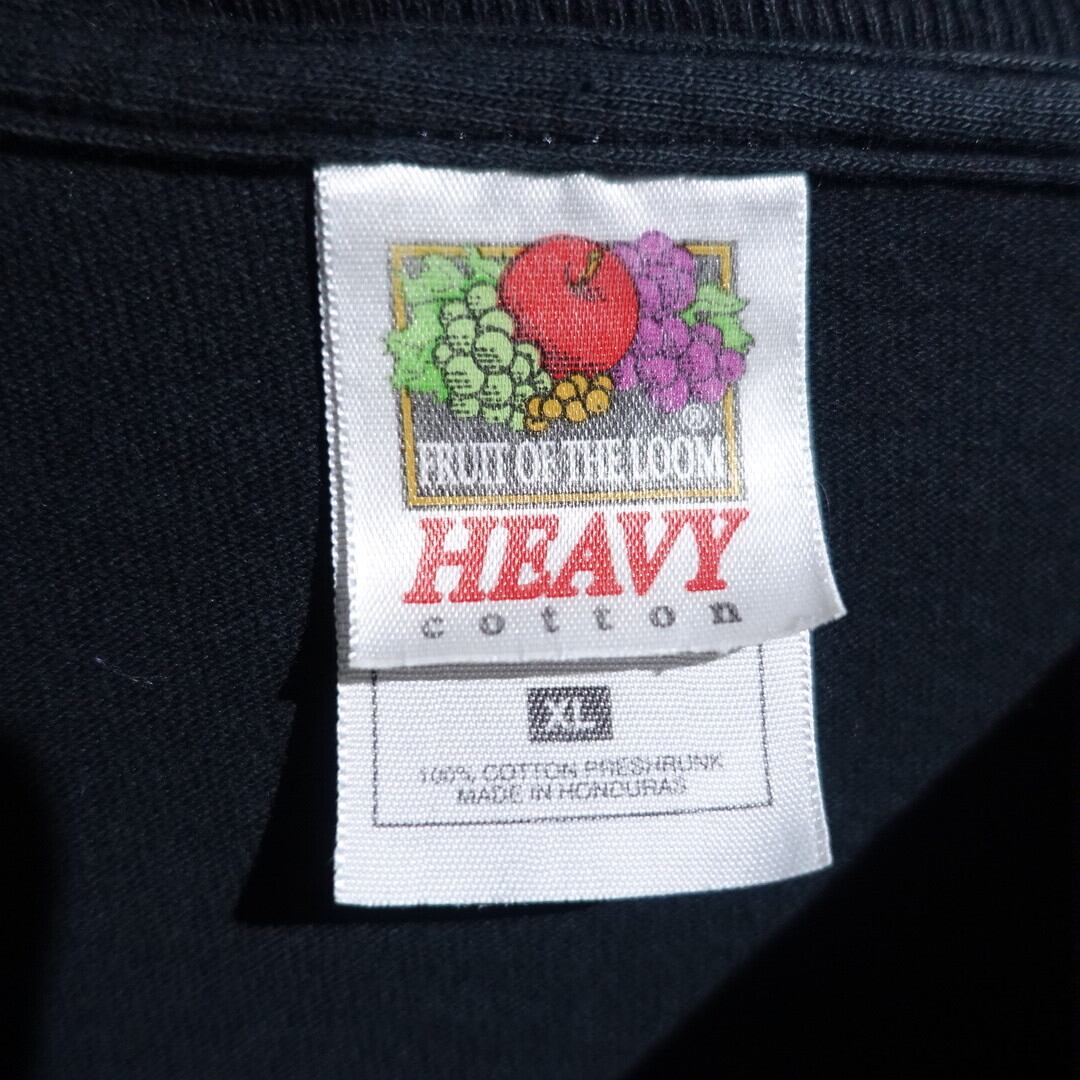 ®
FRUIT OF THE LOOM
HEAVY
cotton
XL
100% COTTON PRESHRUNK
MADE IN HONDURAS